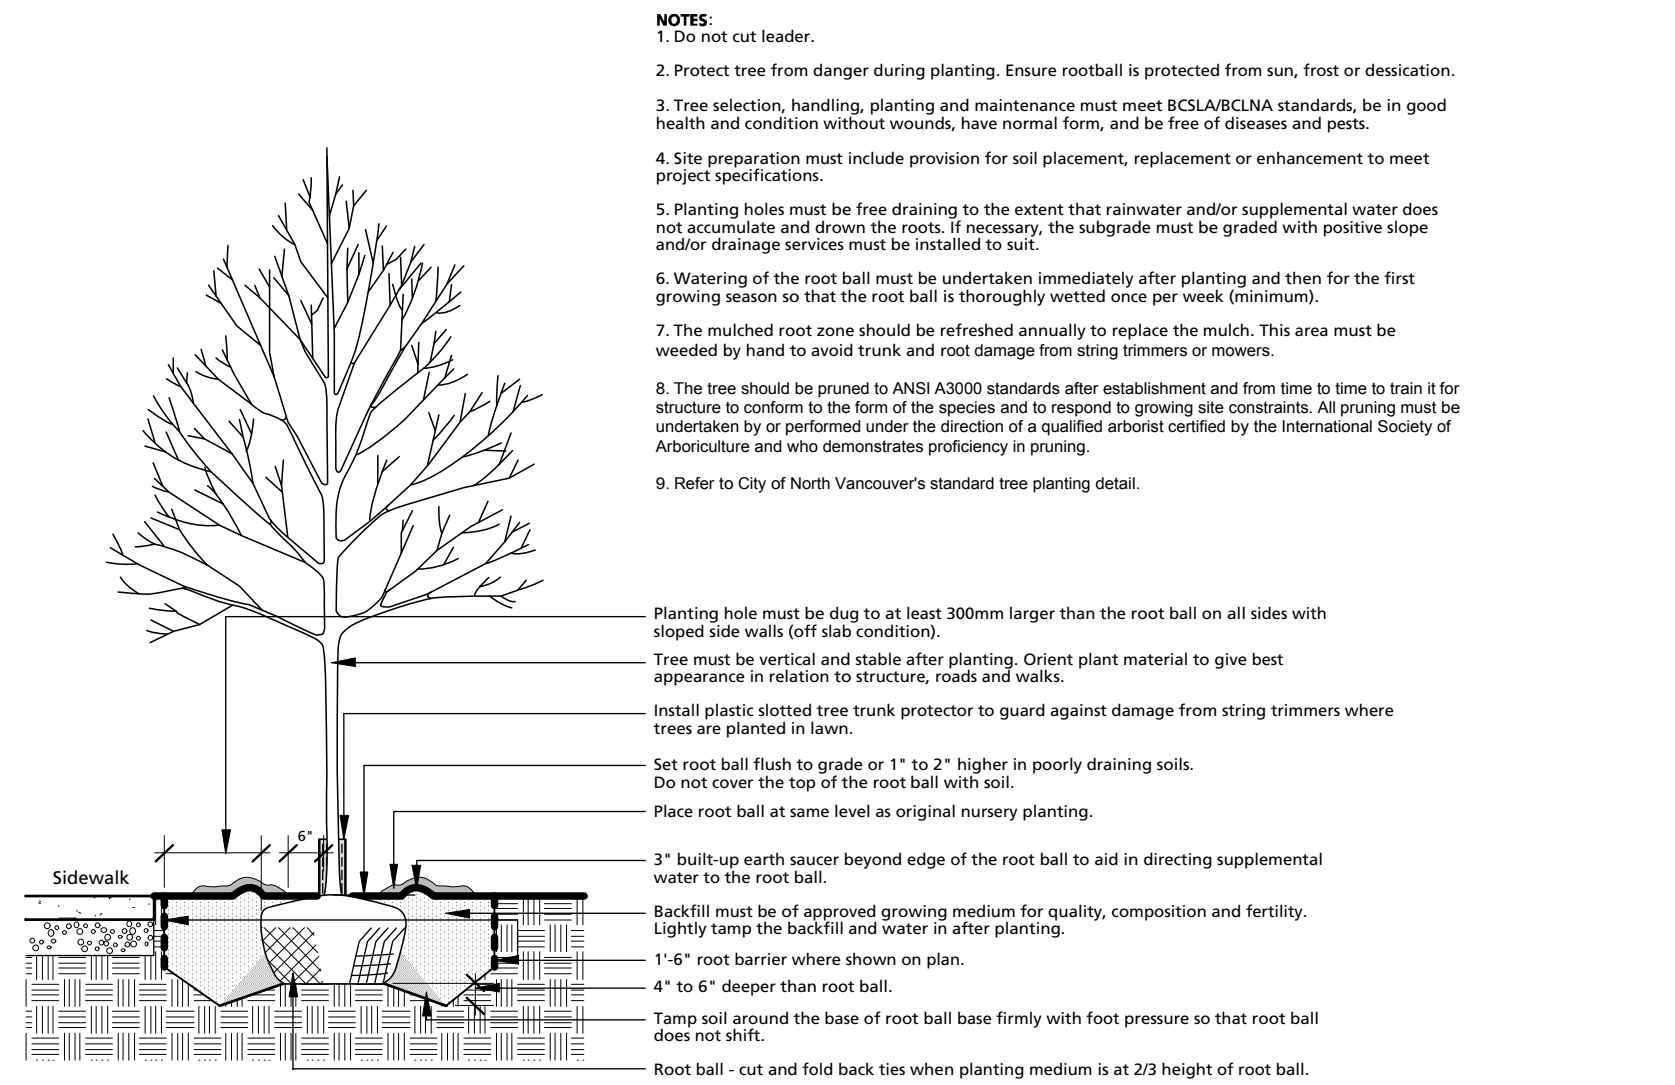 NOTES:
1. Do not cut leader.
2. Protect tree from danger during planting. Ensure rootball is protected from sun, frost or dessication.
3. Tree selection, handling, planting and maintenance must meet BCSLA/BCLNA standards, be in good
health and condition without wounds, have normal form, and be free of diseases and pests.
4. Site preparation must include provision for soil placement, replacement or enhancement to meet
project specifications.
5. Planting holes must be free draining to the extent that rainwater and/or supplemental water does
not accumulate and drown the roots. If necessary, the subgrade must be graded with positive slope
and/or drainage services must be installed to suit.
6. Watering of the root ball must be undertaken immediately after planting and then for the first
growing season so that the root ball is thoroughly wetted once per week (minimum).
7. The mulched root zone should be refreshed annually to replace the mulch. This area must be
weeded by hand to avoid trunk and root damage from string trimmers or mowers.
8. The tree should be pruned to ANSI A3000 standards after establishment and from time to time to train it for
structure to conform to the form of the species and to respond to growing site constraints. All pruning must be
undertaken by or performed under the direction of a qualified arborist certified by the International Society of
Arboriculture and who demonstrates proficiency in pruning.
9. Refer to City of North Vancouver's standard tree planting detail.
Planting hole must be dug to at least 300mm larger than the root ball on all sides with
sloped side walls (off slab condition).
Tree must be vertical and stable after planting. Orient plant material to give best
appearance in relation to structure, roads and walks.
Install plastic slotted tree trunk protector to guard against damage from string trimmers where
trees are planted in lawn.
Set root ball flush to grade or 1" to 2" higher in poorly draining soils.
Do not cover the top of the root ball with soil.
Place root ball at same level as original nursery planting.
6"
Sidewalk
3" built-up earth saucer beyond edge of the root ball to aid in directing supplemental
water to the root ball.
Backfill must be of approved growing medium for quality, composition and fertility.
Lightly tamp the backfill and water in after planting.
1'-6" root barrier where shown on plan.
4" to 6" deeper than root ball.
Tamp soil around the base of root ball base firmly with foot pressure so that root ball
does not shift.
Root ball - cut and fold back ties when planting medium is at 2/3 height of root ball.